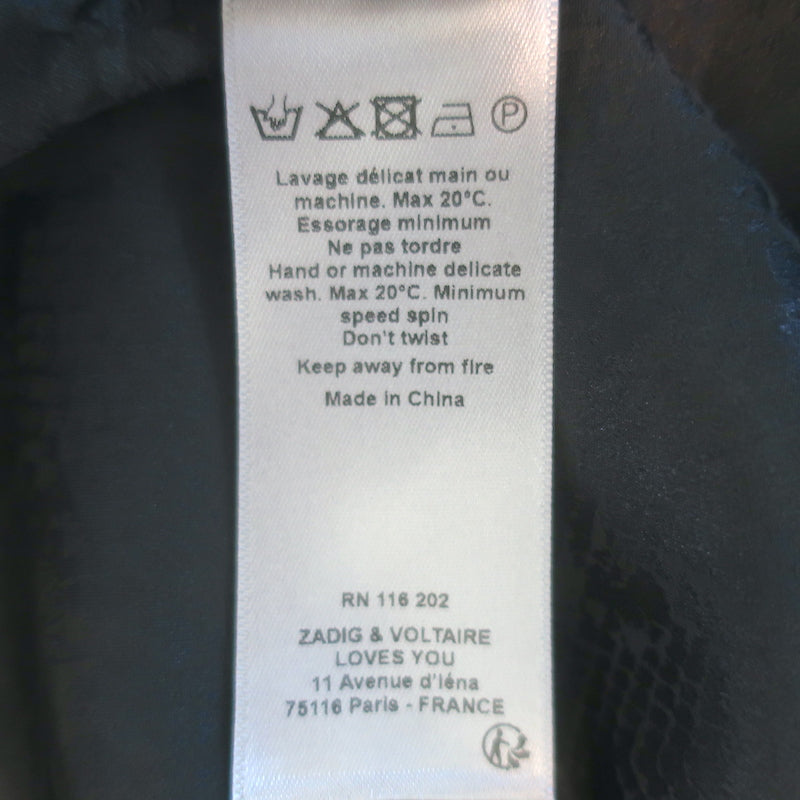 P
Lavage délicat main ou
machine. Max 20°C.
Essorage minimum
Ne pas tordre
Hand or machine delicate
wash. Max 20°C. Minimum
speed spin
Don't twist
Keep away from fire
Made in China
RN 116 202
ZADIG & VOLTAIRE
LOVES YOU
11 Avenue d'Iéna
75116 Paris - FRANCE